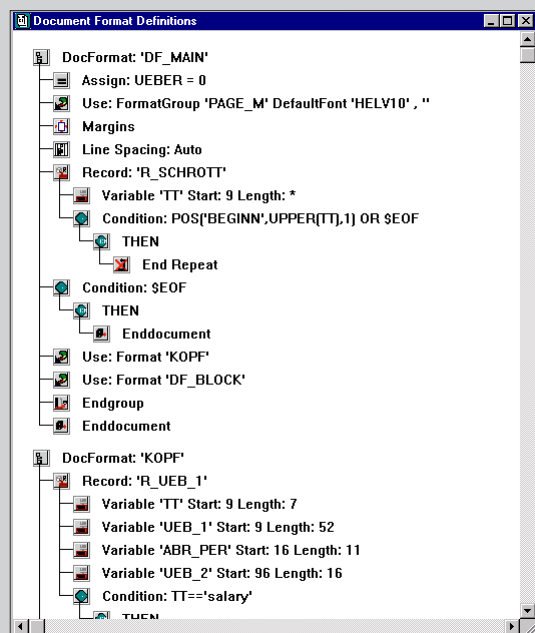 Document Format Definitions
DocFormat: 'DF_MAIN'
Assign: UEBER = 0
Use: FormatGroup 'PAGE_M' DefaultFont 'HELV10' , ''
Margins
Line Spacing: Auto
Record: 'R_SCHROTT'
Variable 'TT' Start: 9 Length: *
Condition: POS('BEGINN',UPPER(TT),1) OR $EOF
THEN
End Repeat
Condition: $EOF
THEN
Enddocument
Use: Format 'KOPF'
Use: Format 'DF_BLOCK'
Endgroup
Enddocument
DocFormat: 'KOPF'
Record: 'R_UEB_1'
Variable 'TT' Start: 9 Length: 7
Variable 'UEB_1' Start: 9 Length: 52
Variable 'ABR_PER' Start: 16 Length: 11
Variable 'UEB_2' Start: 96 Length: 16
Condition: TT=='salary'
THEN